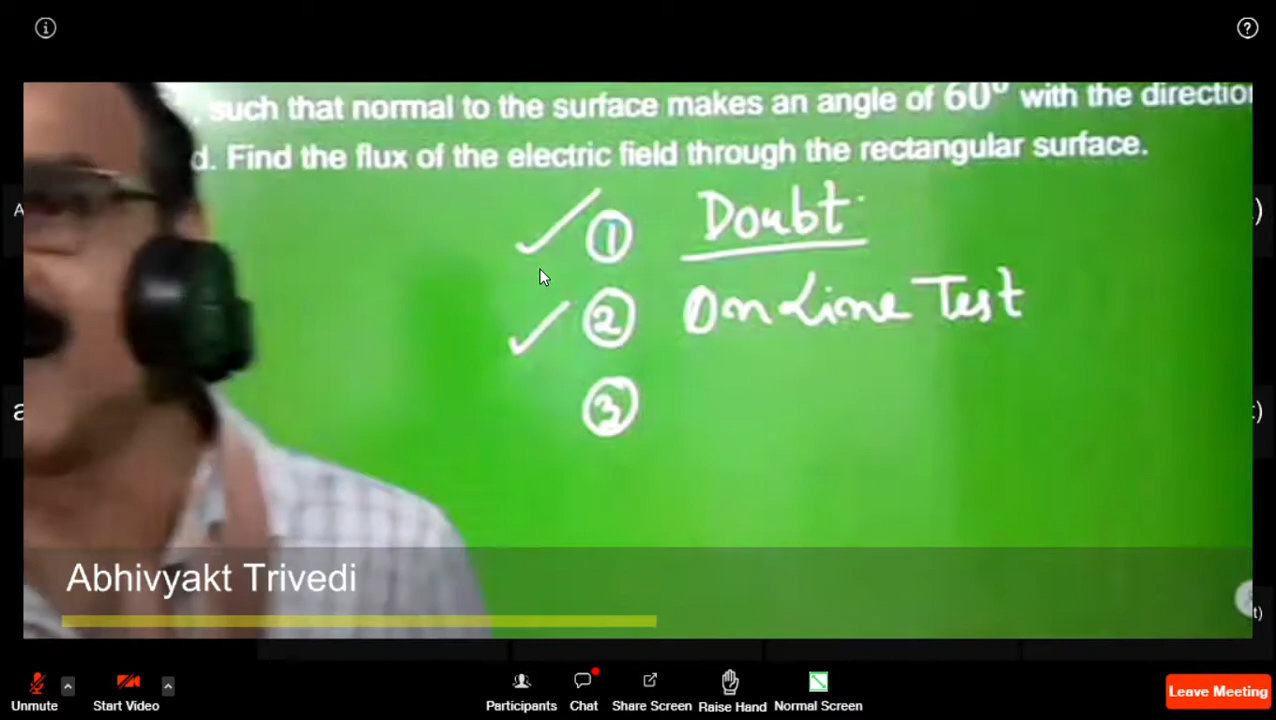 such that normal to the surface makes an angle of 60° with the
d. Find the flux of the electric field through the rectangular surface.
1 Doubt
2 OnLine Test
3
Abhivyakt Trivedi
Unmute
Start Video
Participants
Chat
Share Screen
Raise Hand
Normal Screen
Leave Meeting